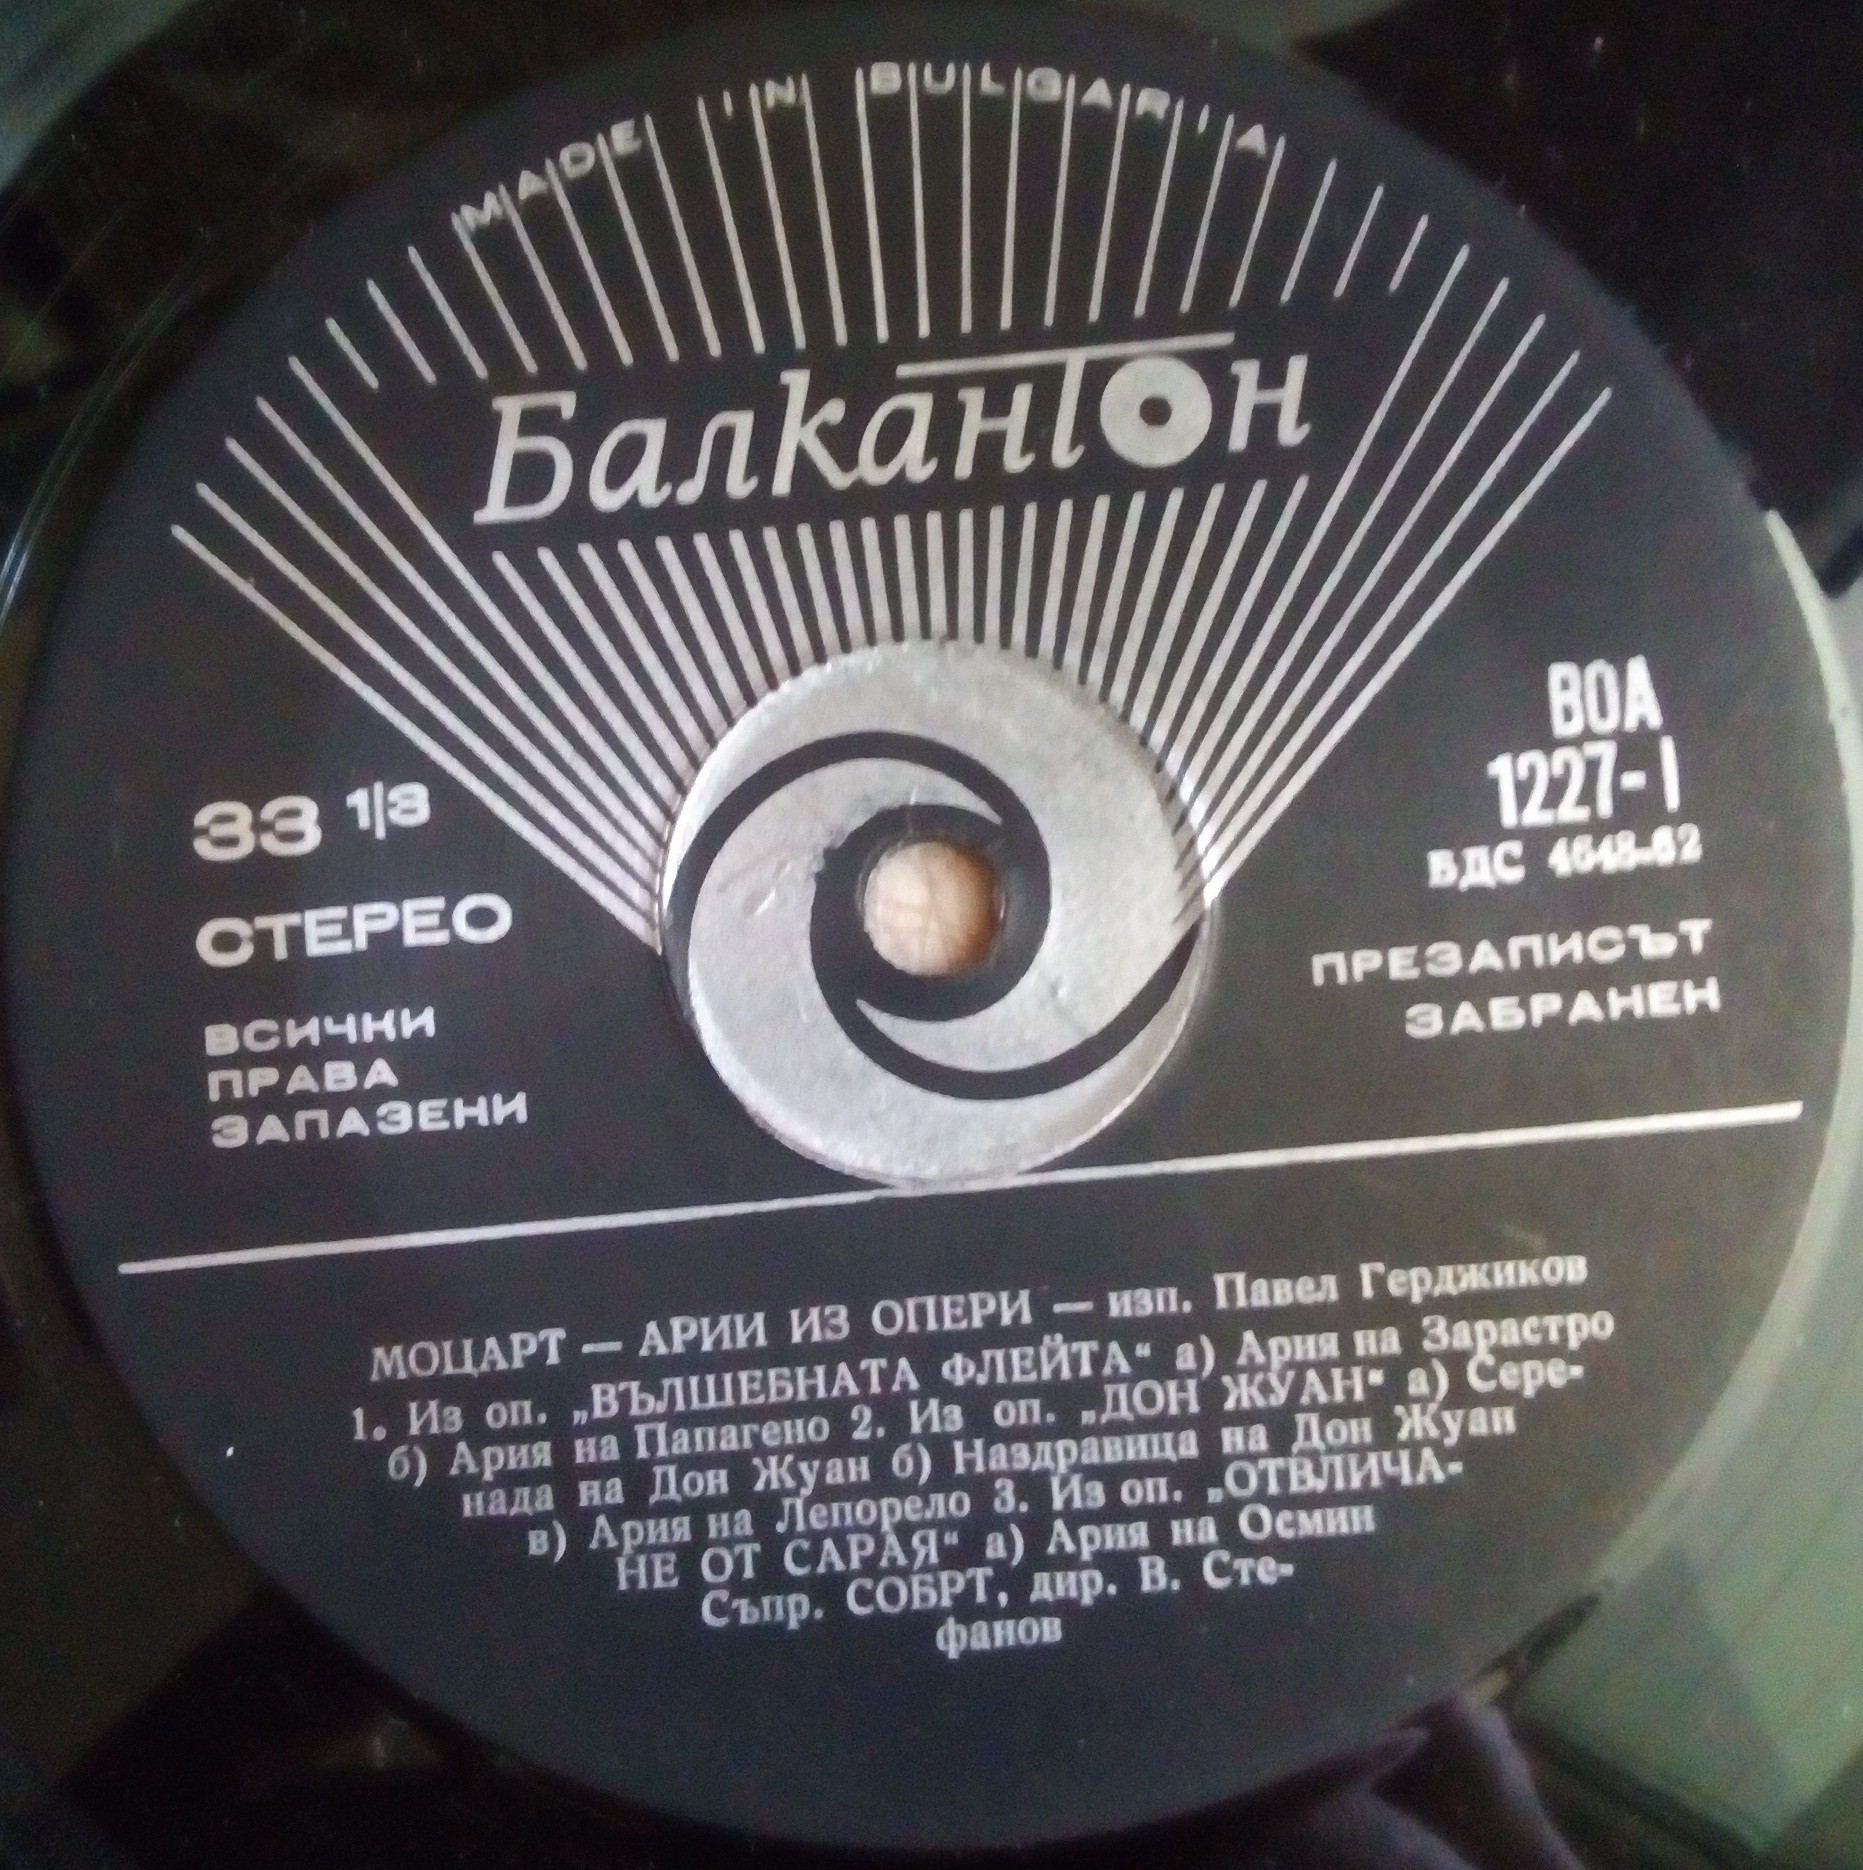 MADE IN BULGARIA
Балкантон
33 1/3
СТЕРЕО
ВСИЧКИ
ПРАВА
ЗАПАЗЕНИ
ВОА
1227-I
БДС 4648-62
ПРЕЗАПИСЪТ
ЗАБРАНЕН
МОЦАРТ — АРИИ ИЗ ОПЕРИ — изп. Павел Герджиков
1. Из оп. „ВЪЛШЕБНАТА ФЛЕЙТА“ а) Ария на Зарастро
б) Ария на Папагено 2. Из оп. „ДОН ЖУАН“ а) Сере-
нада на Дон Жуан б) Наздравица на Дон Жуан
в) Ария на Лепорело 3. Из оп. „ОТВЛИЧА-
НЕ ОТ САРАЯ“ а) Ария на Осмин
Съпр. СОБРТ, дир. В. Сте-
фанов